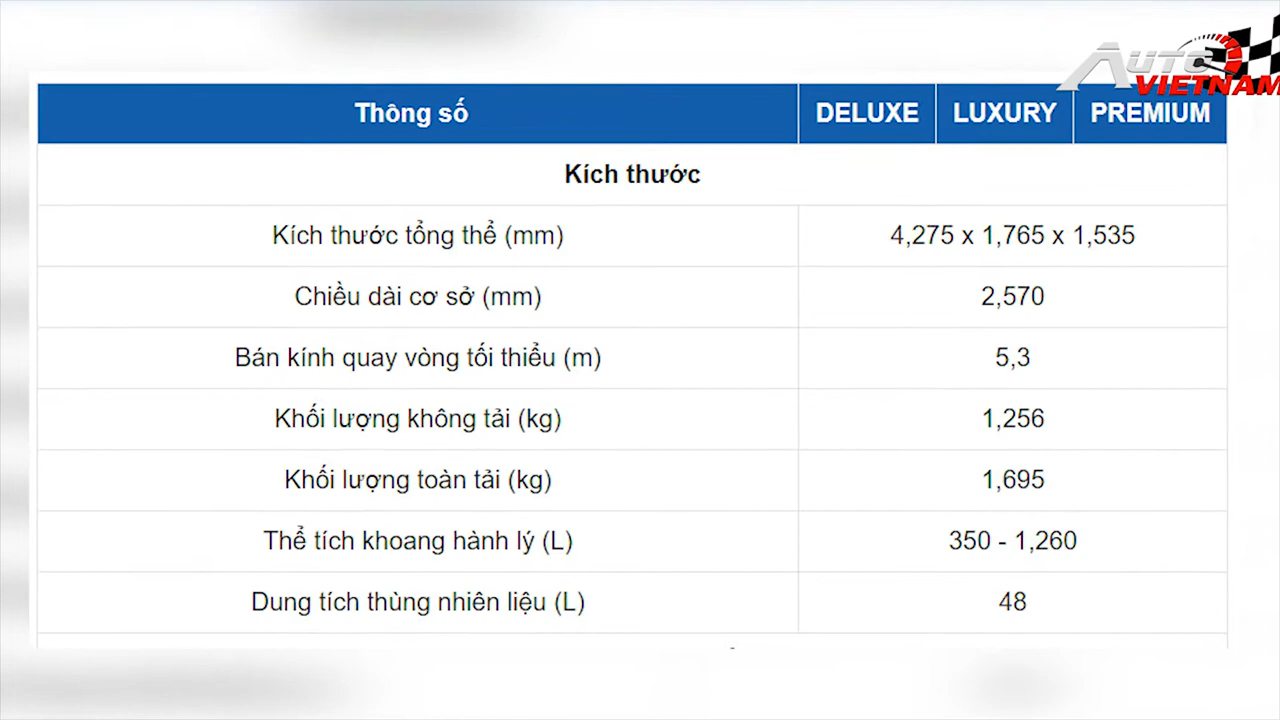 AUTO
VIETNAM
Thông số DELUXE LUXURY PREMIUM
Kích thước
Kích thước tổng thể (mm) 4,275 x 1,765 x 1,535
Chiều dài cơ sở (mm) 2,570
Bán kính quay vòng tối thiểu (m) 5,3
Khối lượng không tải (kg) 1,256
Khối lượng toàn tải (kg) 1,695
Thể tích khoang hành lý (L) 350 - 1,260
Dung tích thùng nhiên liệu (L) 48